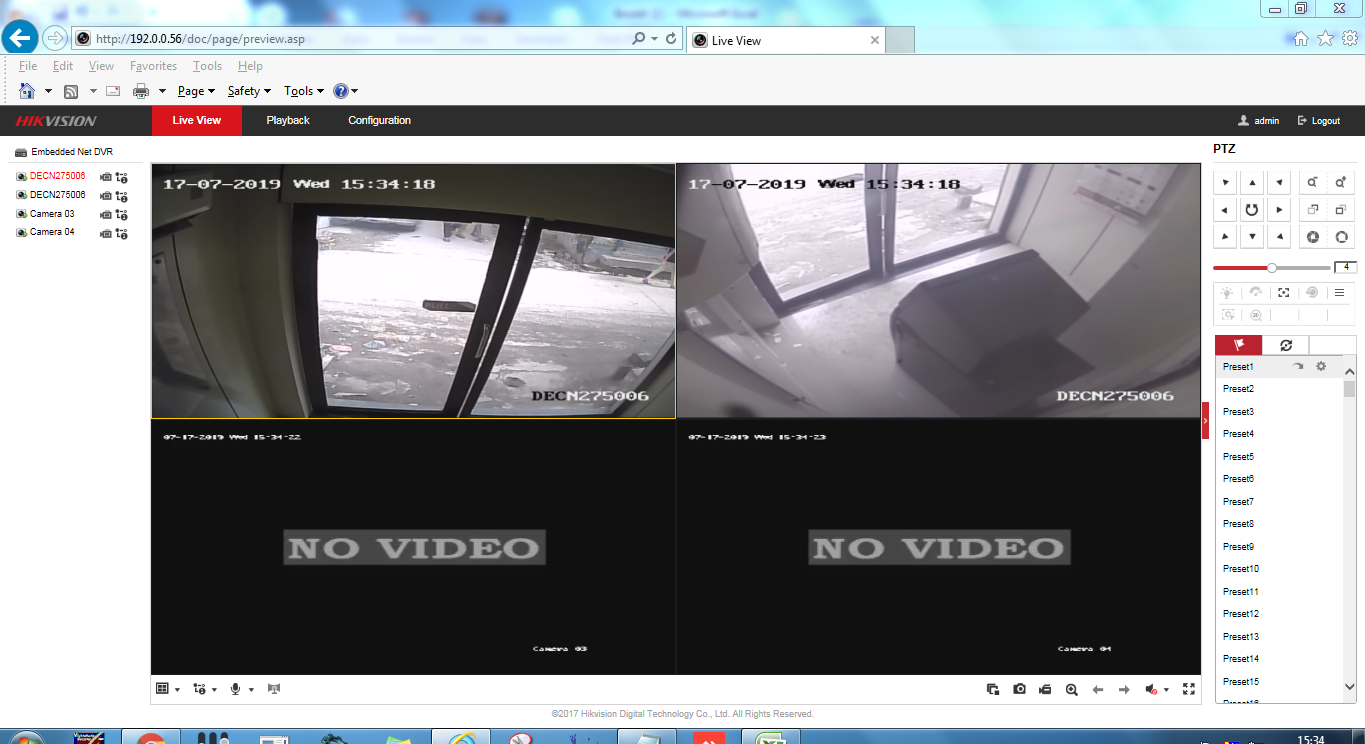 http://192.0.0.56/doc/page/preview.asp
Live View
File Edit View Favorites Tools Help
Page Safety Tools
HIKVISION
Live View Playback Configuration
admin Logout
Embedded Net DVR
DECN275006
DECN275006
Camera 03
Camera 04
17-07-2019 Wed 15:34:18
DECN275006
17-07-2019 Wed 15:34:18
DECN275006
07-17-2019 Wed 15:34:22
NO VIDEO
Camera 03
07-17-2019 Wed 15:34:23
NO VIDEO
Camera 04
PTZ
4
3D
Preset1
Preset2
Preset3
Preset4
Preset5
Preset6
Preset7
Preset8
Preset9
Preset10
Preset11
Preset12
Preset13
Preset14
Preset15
Preset16
©2017 Hikvision Digital Technology Co., Ltd. All Rights Reserved.
15:34